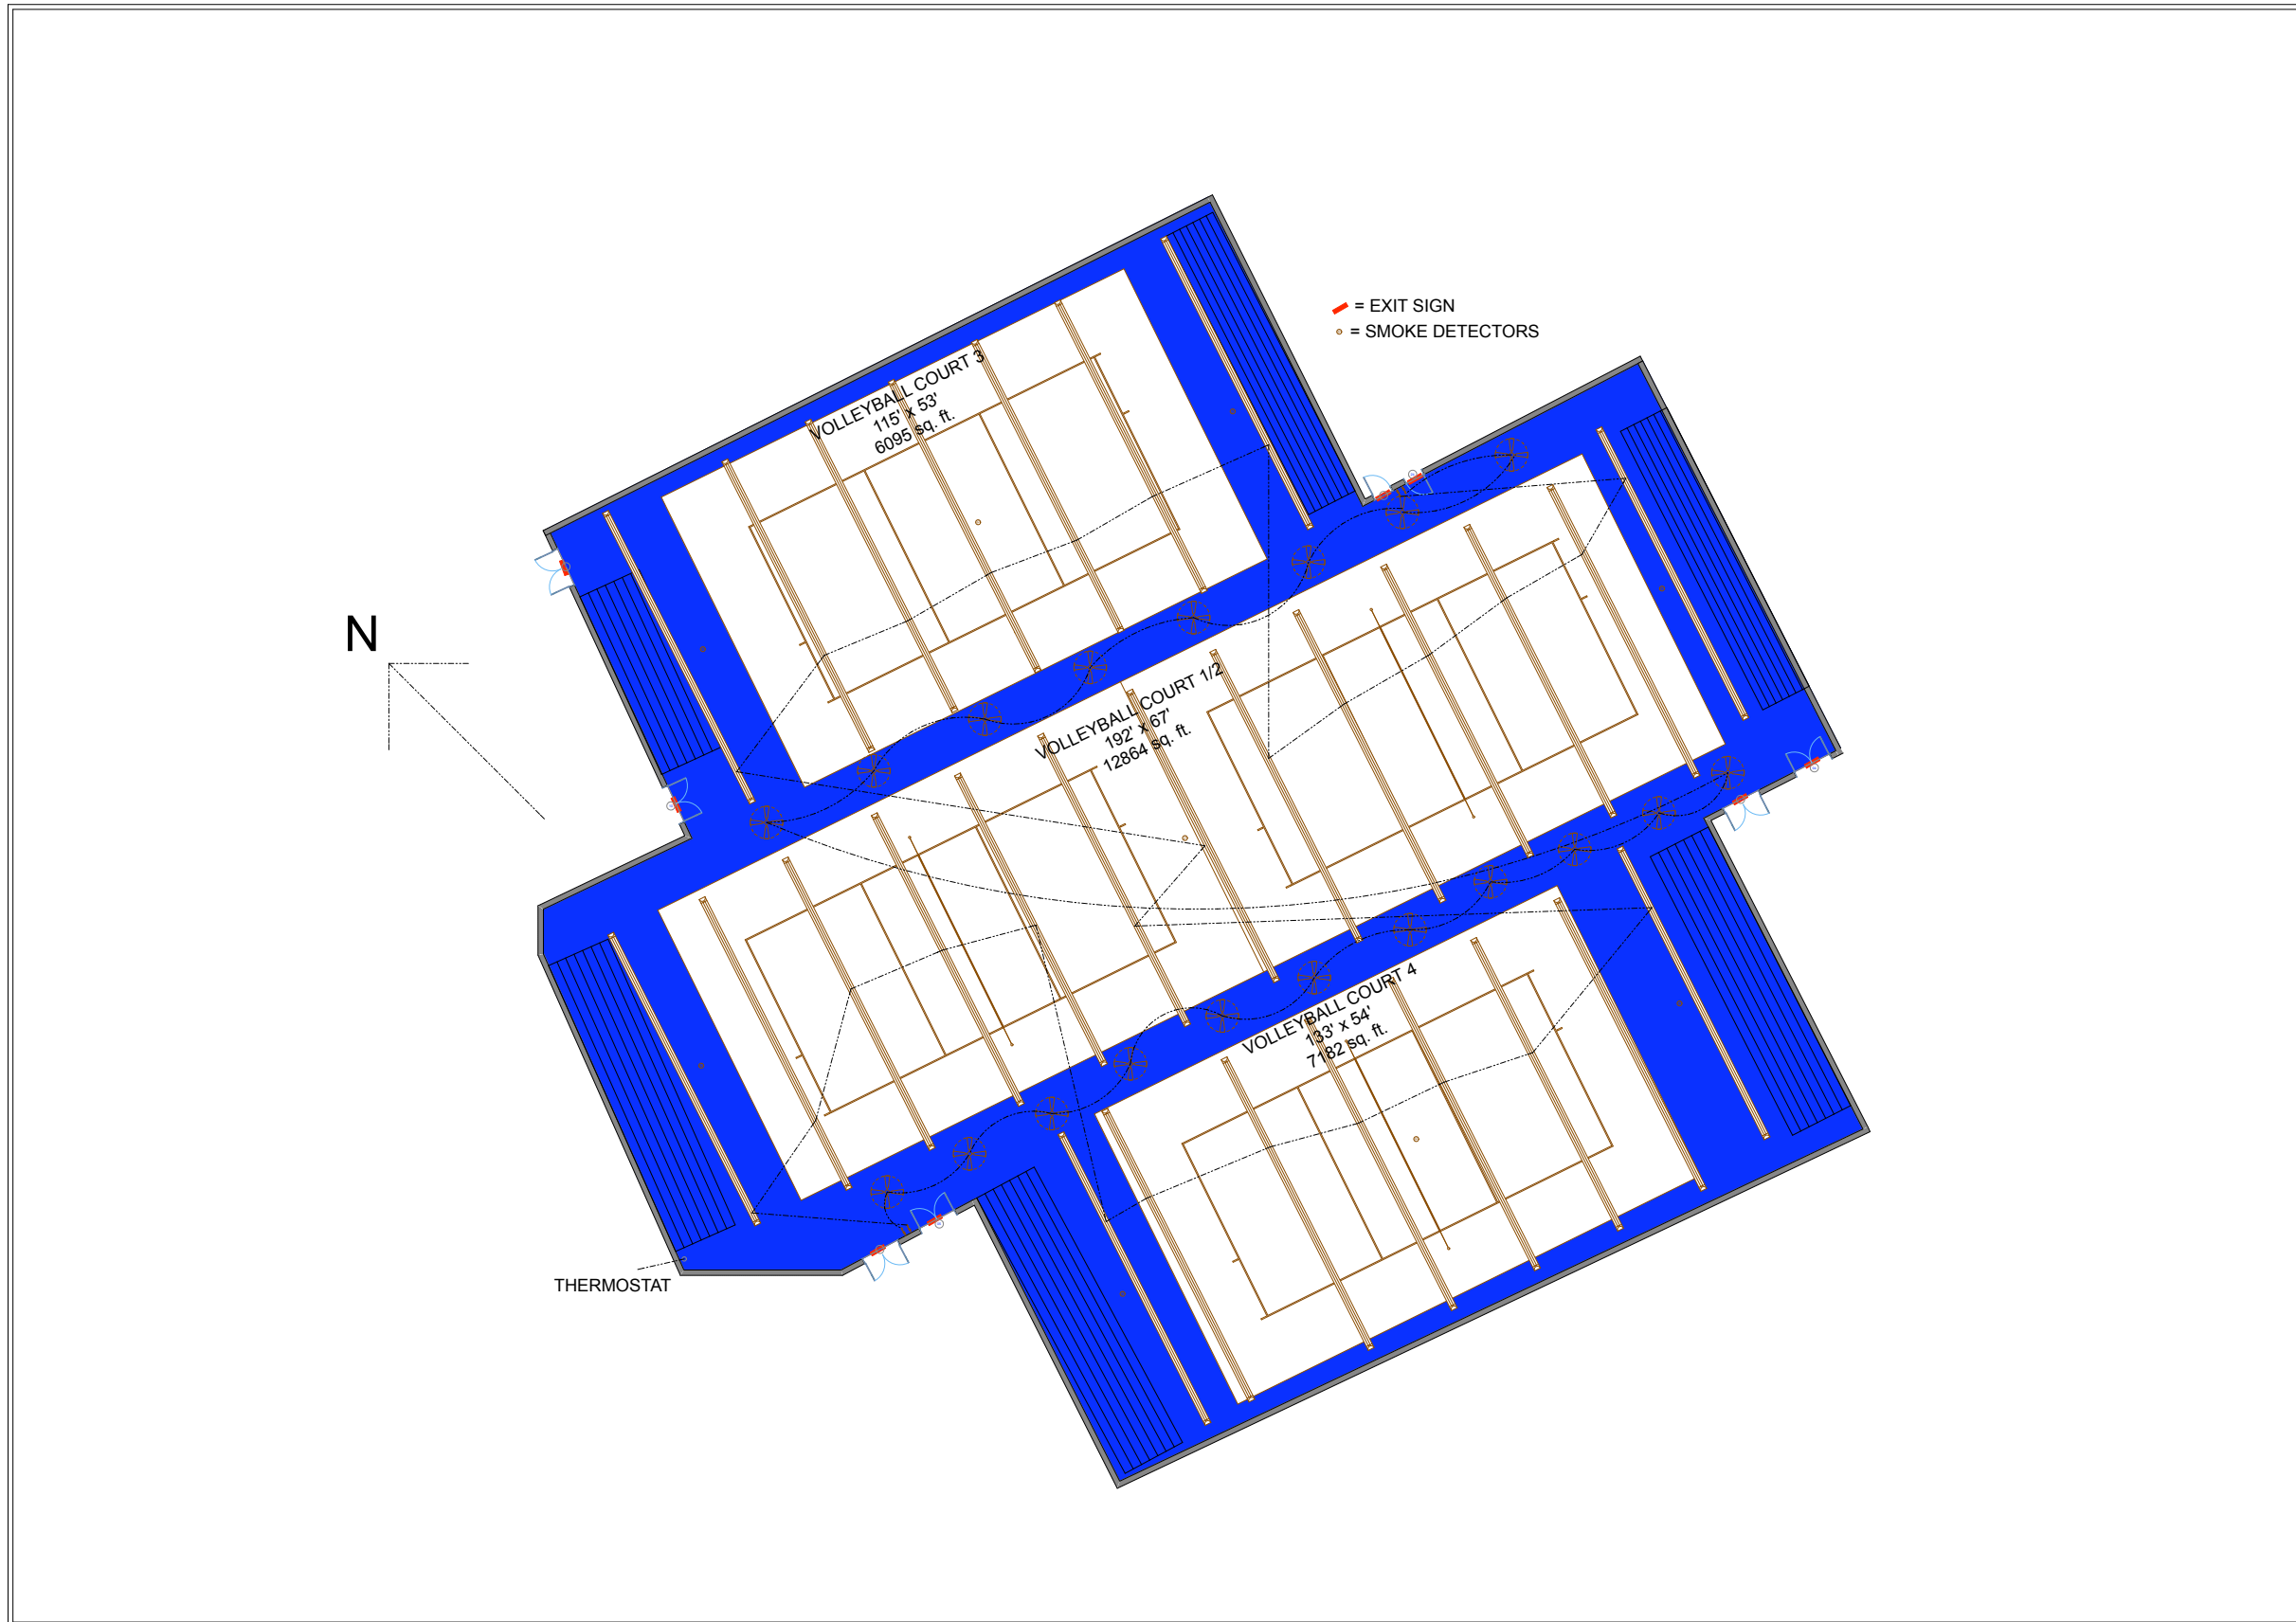 = EXIT SIGN
= SMOKE DETECTORS
VOLLEYBALL COURT 3
115' x 53'
6095 sq. ft.
N
VOLLEYBALL COURT 1/2
192' x 67'
12864 sq. ft.
VOLLEYBALL COURT 4
133' x 54'
7182 sq. ft.
THERMOSTAT